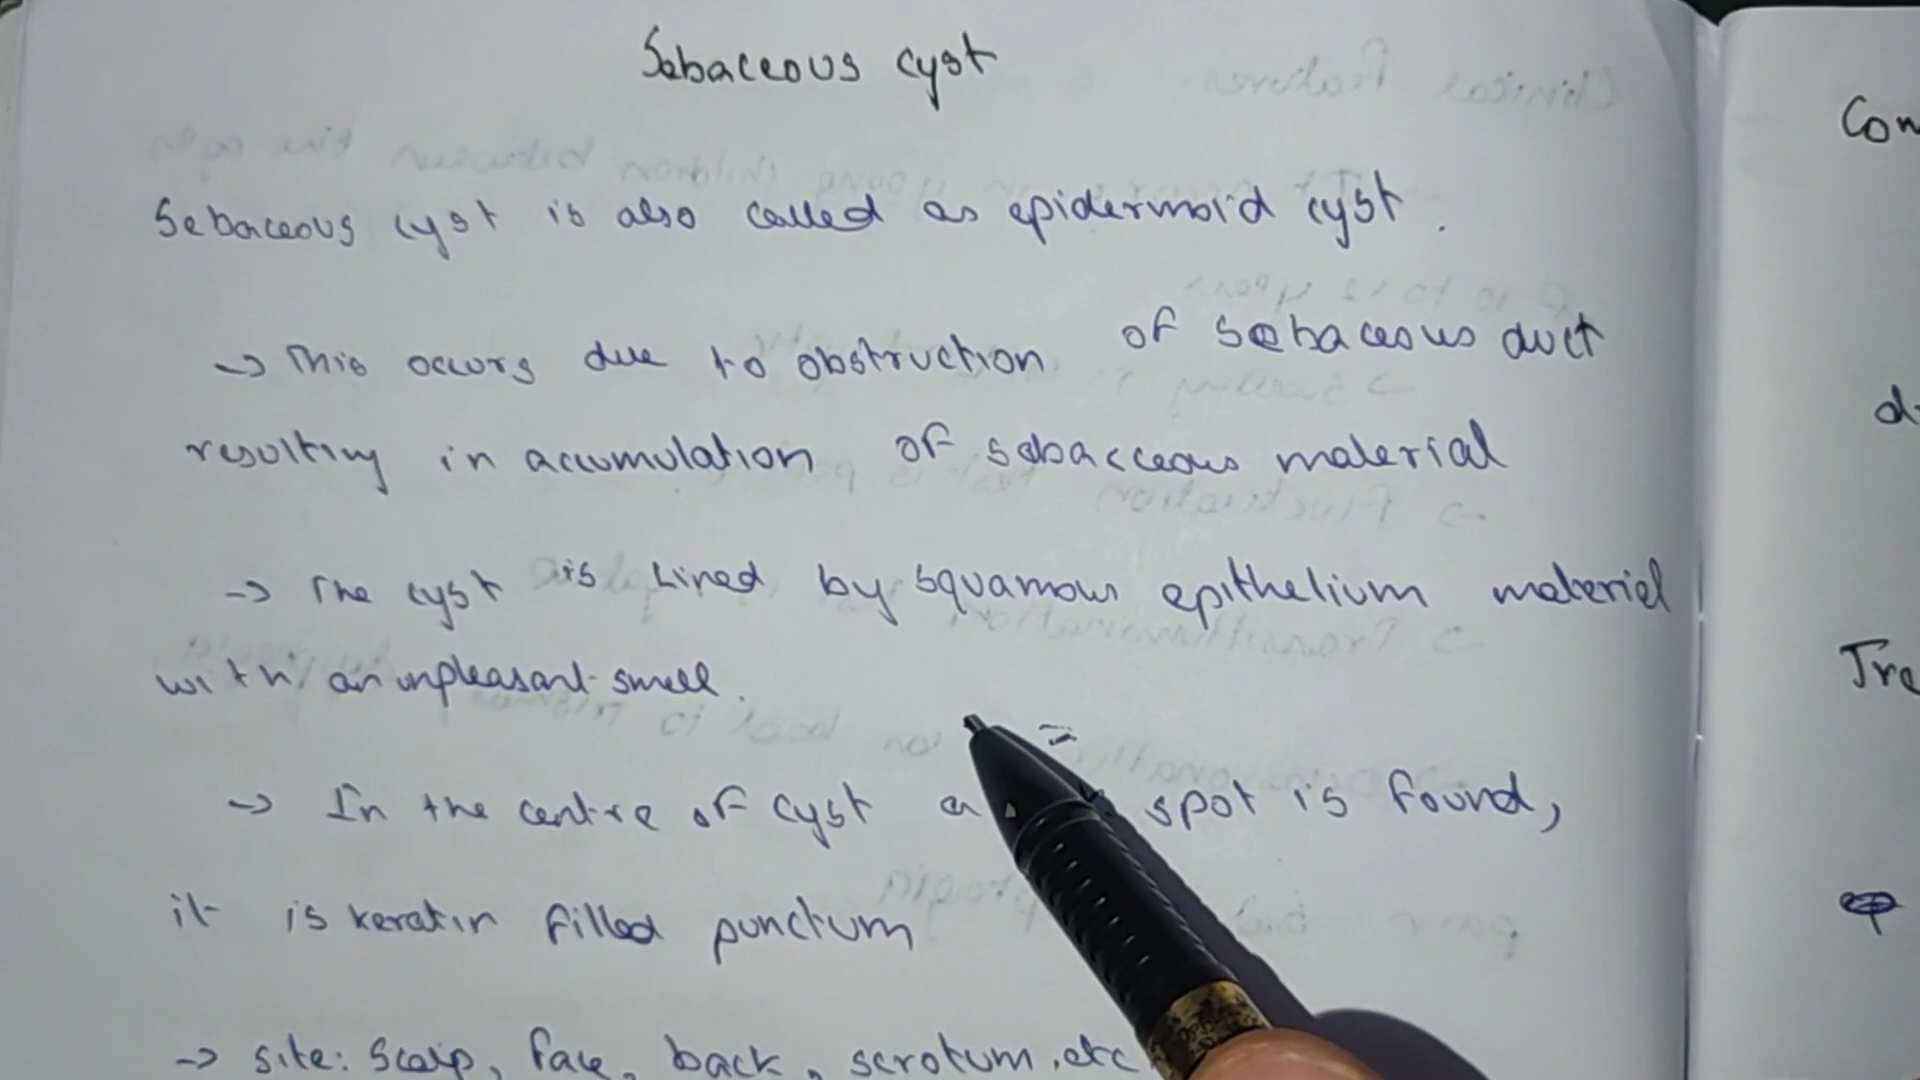 Sebaceous cyst
Sebaceous cyst is also called as epidermoid cyst.
→ This occurs due to obstruction of sebaceous duct
resulting in accumulation of sebacceous material
→ The cyst is lined by squamous epithelium material
with an unpleasant smell.
→ In the centre of cyst a spot is found,
it is keratin filled punctum
→ site: Scalp, face, back, scrotum, etc
Con
Tre